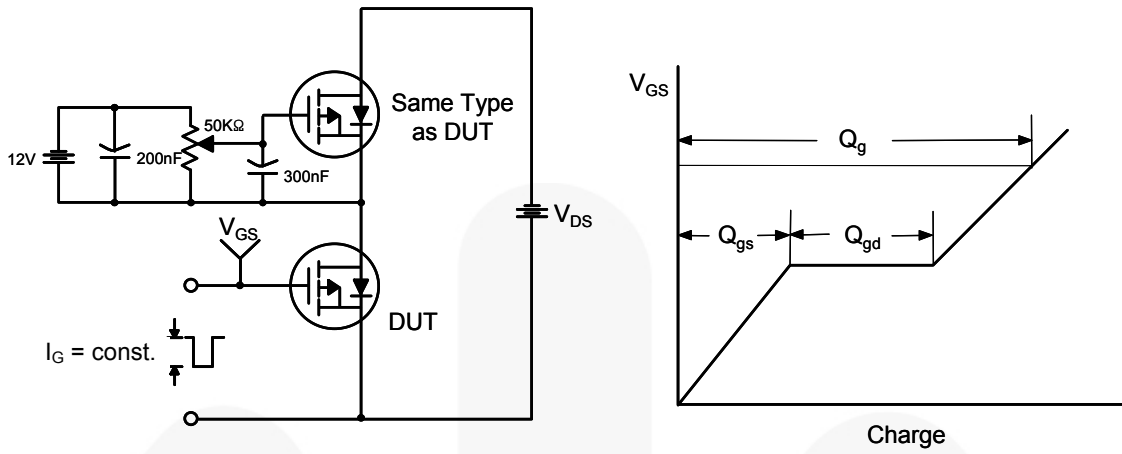 12V
200nF
50KΩ
300nF
Same Type
as DUT
V_GS
DUT
I_G = const.
V_DS
V_GS
Q_g
Q_gs
Q_gd
Charge